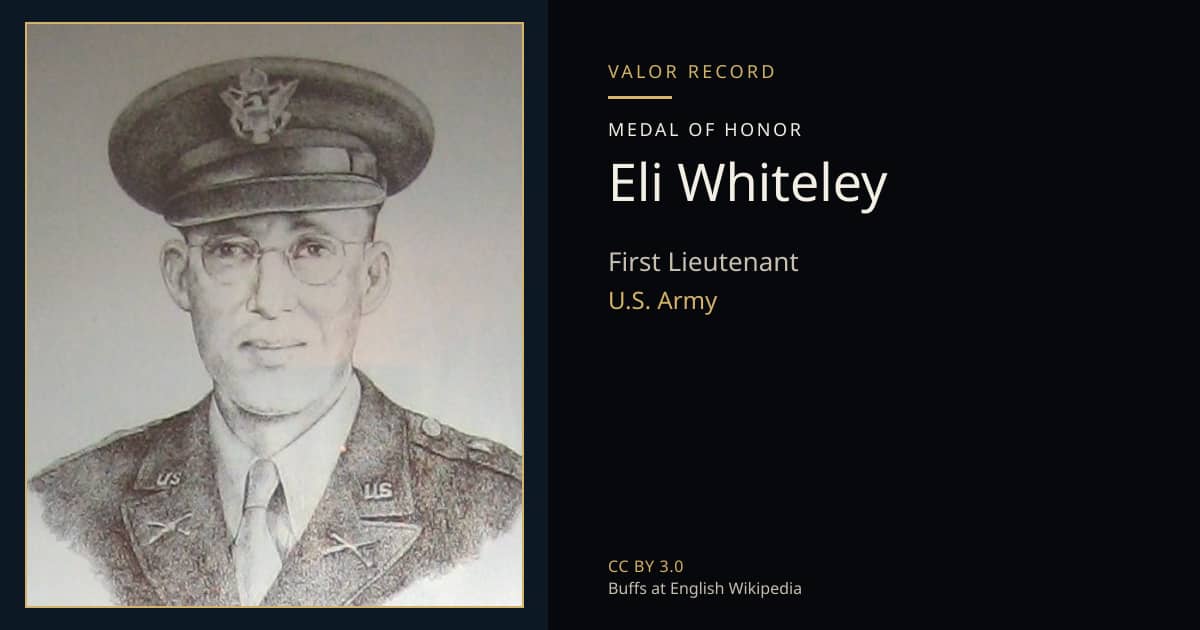 VALOR RECORD
MEDAL OF HONOR
Eli Whiteley
First Lieutenant
U.S. Army
US
US
CC BY 3.0
Buffs at English Wikipedia